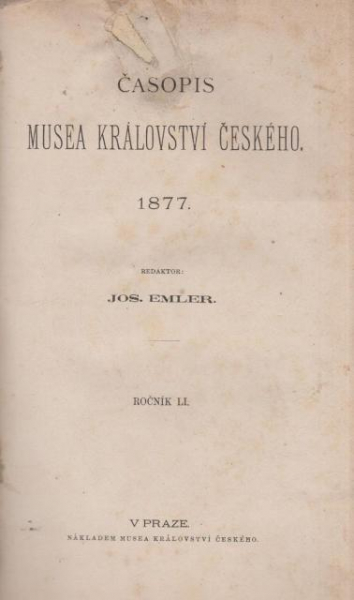 ČASOPIS
MUSEA KRÁLOVSTVÍ ČESKÉHO.
1877.
REDAKTOR:
JOS. EMLER.
ROČNÍK LI.
V PRAZE.
NÁKLADEM MUSEA KRÁLOVSTVÍ ČESKÉHO.